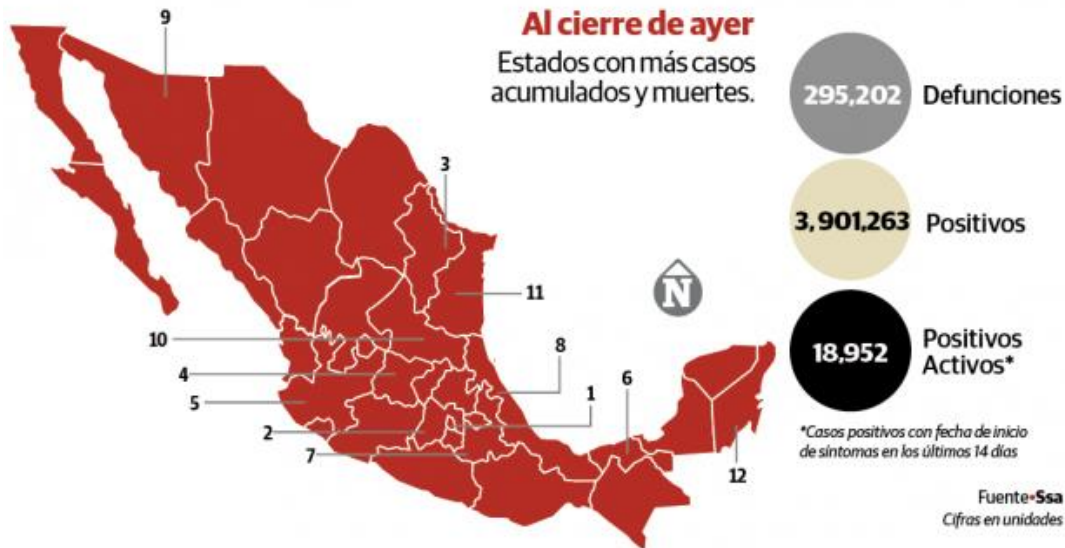 Al cierre de ayer
Estados con más casos
acumulados y muertes.
295,202 Defunciones
3,901,263 Positivos
18,952 Positivos
Activos*
*Casos positivos con fecha de inicio
de síntomas en los últimos 14 días
Fuente•Ssa
Cifras en unidades
9
3
N
11
10
8
4
1
6
5
2
7
12